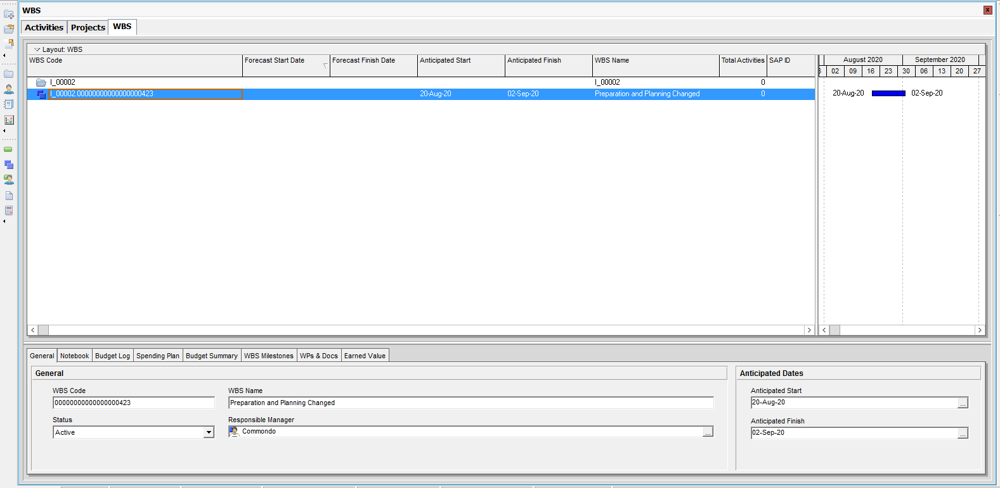 WBS
Activities Projects WBS
Layout: WBS
WBS Code Forecast Start Date Forecast Finish Date Anticipated Start Anticipated Finish WBS Name Total Activities SAP ID August 2020 September 2020
02 09 16 23 30 06 13 20 27
I_00002 I_00002 0
I_00002.00000000000000000000423 20-Aug-20 02-Sep-20 Preparation and Planning Changed 0 20-Aug-20 02-Sep-20
General Notebook Budget Log Spending Plan Budget Summary WBS Milestones WPs & Docs Earned Value
General Anticipated Dates
WBS Code WBS Name Anticipated Start
00000000000000000423 Preparation and Planning Changed 20-Aug-20 ...
Status Responsible Manager Anticipated Finish
Active Commondo ... 02-Sep-20 ...